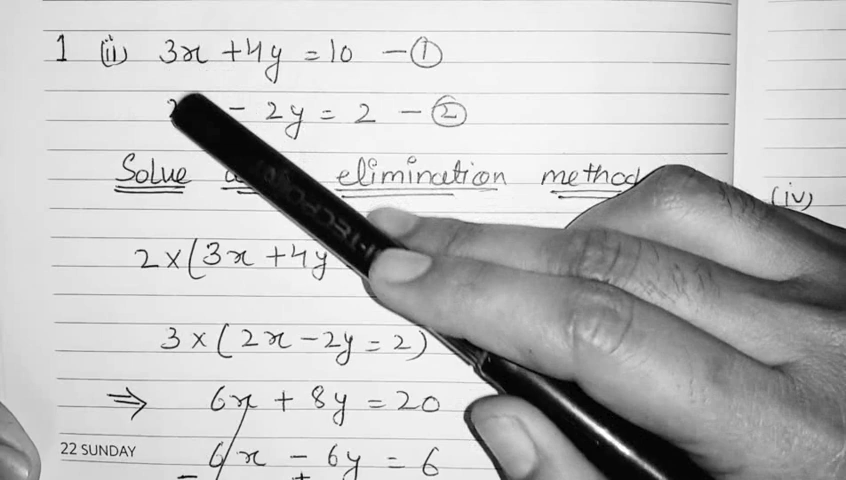 1 (ii) 3x + 4y = 10 - ①
- 2y = 2 - ②
Solve elimination method
(iv)
2 × (3x + 4y
3 × (2x - 2y = 2)
⇒ 6x + 8y = 20
22 SUNDAY
6x - 6y = 6
- +